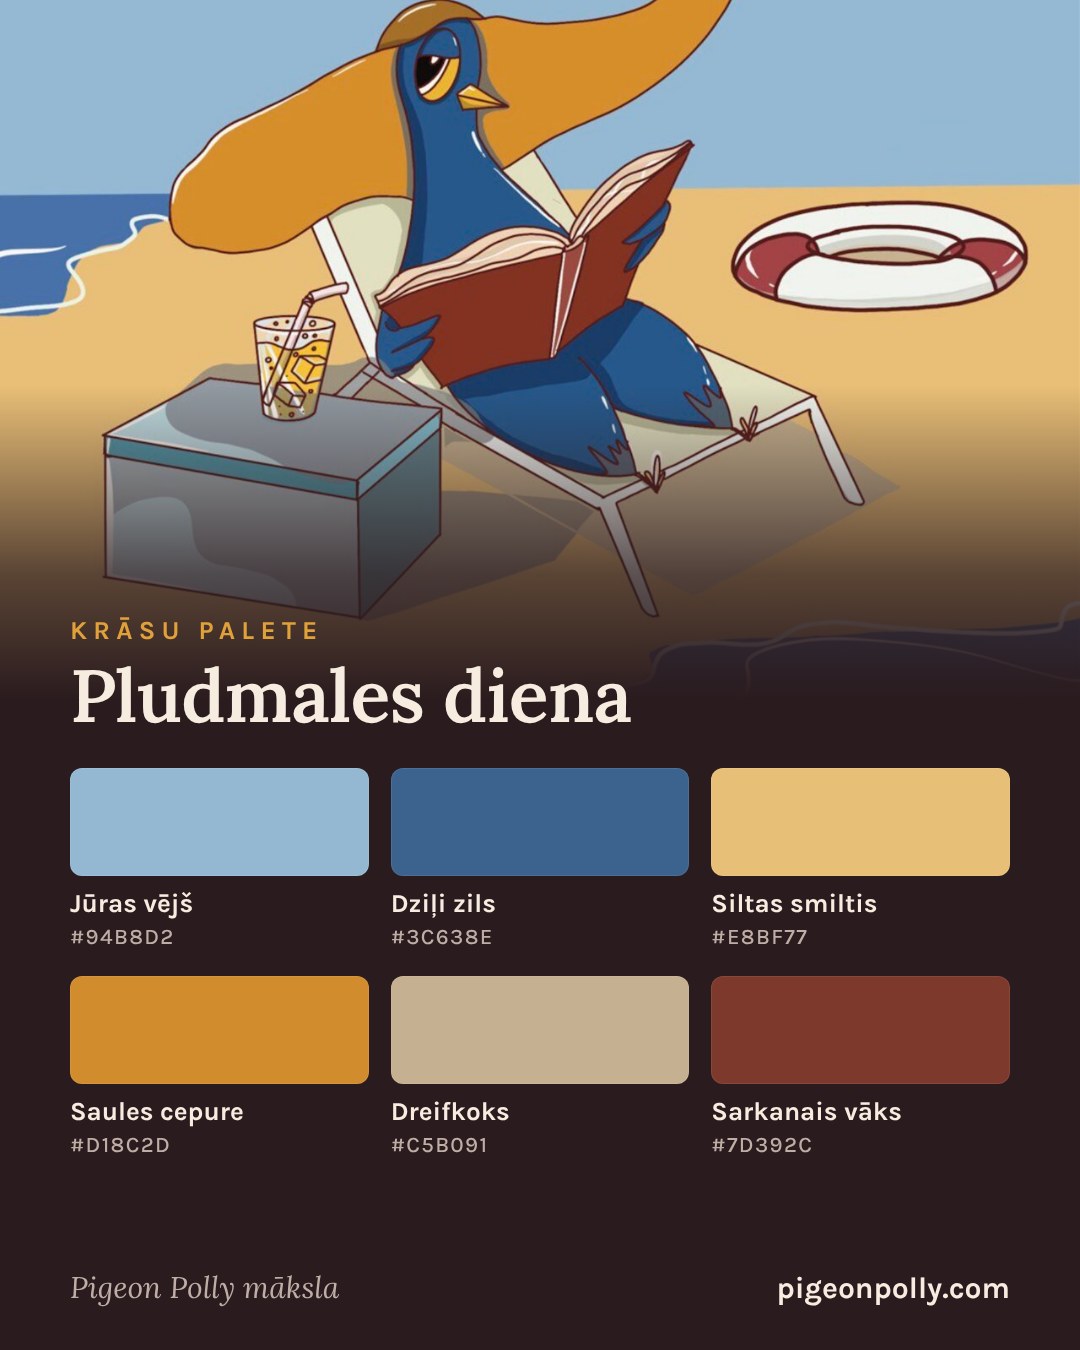 KRĀSU PALETE
Pludmales diena
Jūras vējš
#94B8D2
Dziļi zils
#3C638E
Siltas smiltis
#E8BF77
Saules cepure
#D18C2D
Dreifkoks
#C5B091
Sarkanais vāks
#7D392C
Pigeon Polly māksla
pigeonpolly.com